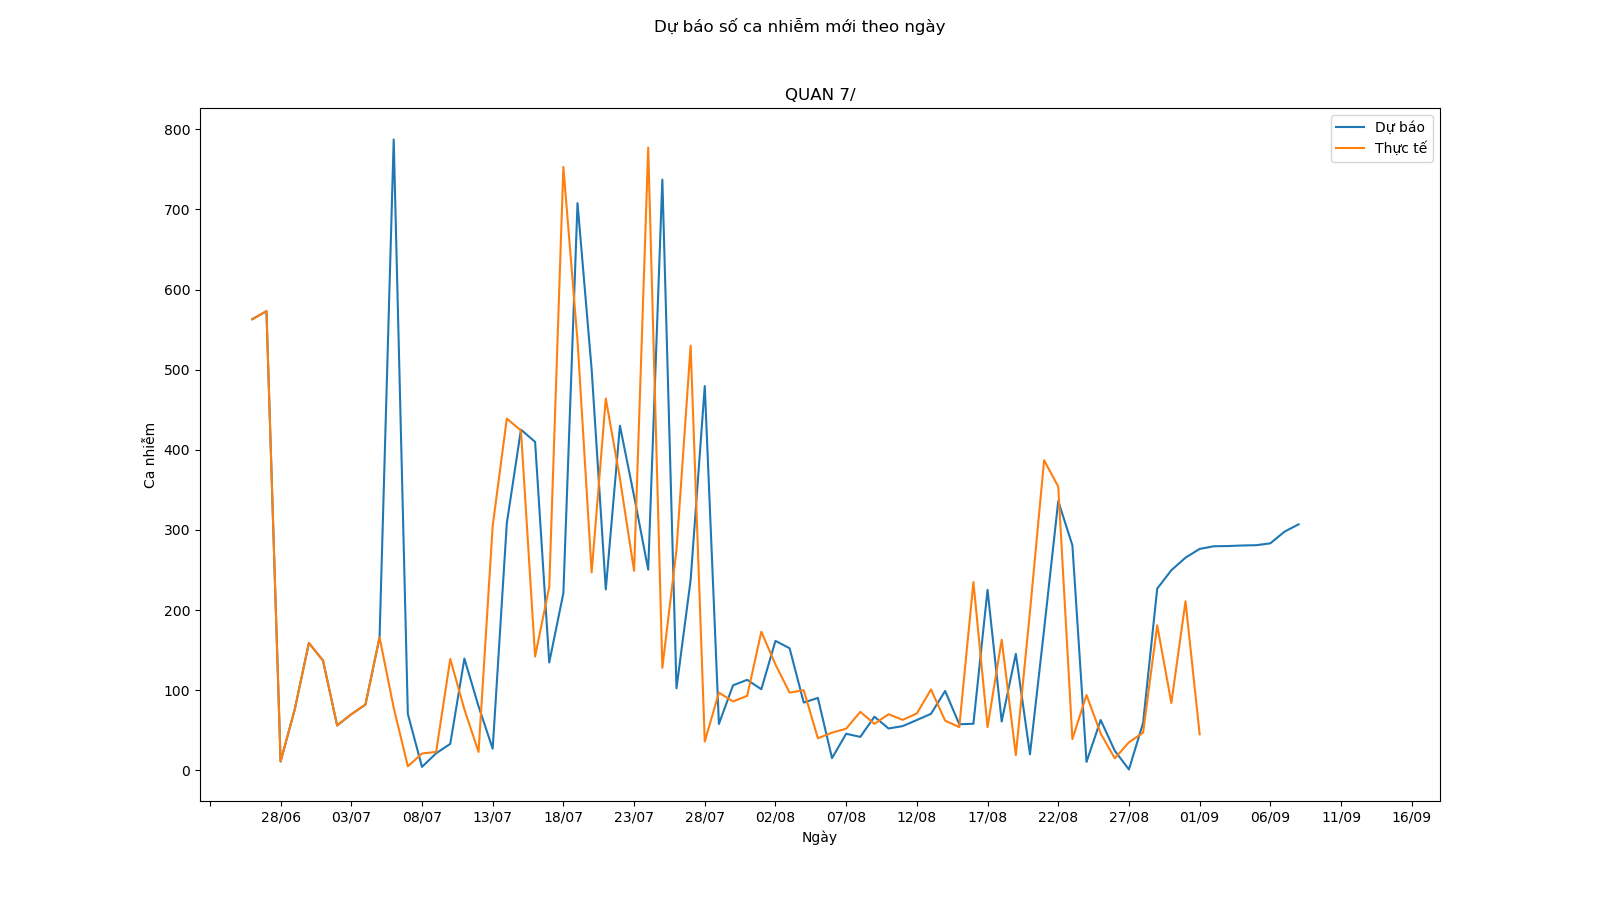 Dự báo số ca nhiễm mới theo ngày
QUAN 7/
Dự báo
Thực tế
800
700
600
500
400
300
200
100
0
Ca nhiễm
28/06 03/07 08/07 13/07 18/07 23/07 28/07 02/08 07/08 12/08 17/08 22/08 27/08 01/09 06/09 11/09 16/09
Ngày